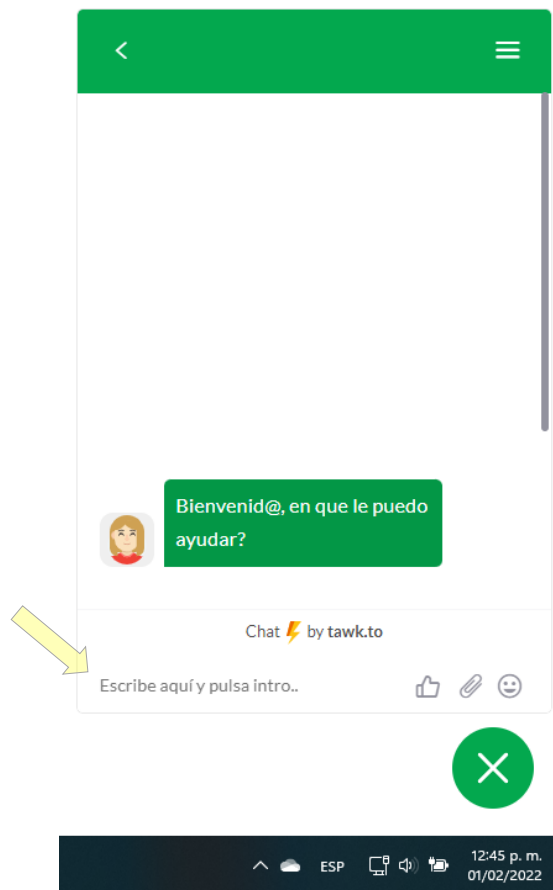 Bienvenid@, en que le puedo
ayudar?
Chat ⚡ by tawk.to
Escribe aquí y pulsa intro..
ESP
12:45 p. m.
01/02/2022